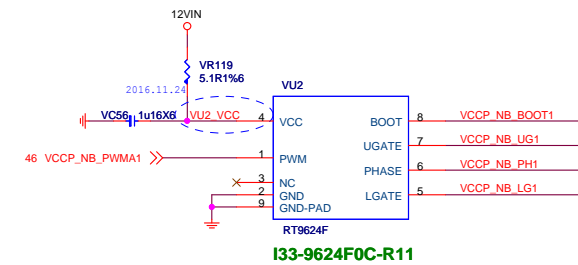 12VIN
VR119
5.1R1%6
2016.11.24
VU2
VC56 1u16X6 VU2_VCC 4 VCC BOOT 8 VCCP_NB_BOOT1
UGATE 7 VCCP_NB_UG1
46 VCCP_NB_PWMA1 1 PWM
PHASE 6 VCCP_NB_PH1
3 NC
2 GND LGATE 5 VCCP_NB_LG1
9 GND-PAD
RT9624F
I33-9624F0C-R11